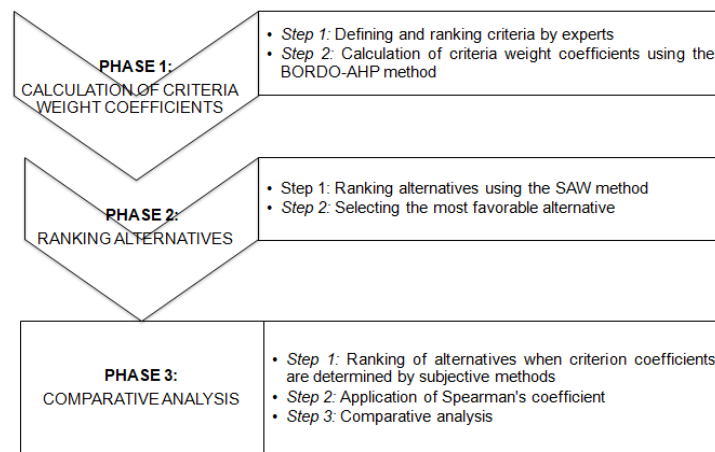 PHASE 1:
CALCULATION OF CRITERIA
WEIGHT COEFFICIENTS
• Step 1: Defining and ranking criteria by experts
• Step 2: Calculation of criteria weight coefficients using the
BORDO-AHP method
PHASE 2:
RANKING ALTERNATIVES
• Step 1: Ranking alternatives using the SAW method
• Step 2: Selecting the most favorable alternative
PHASE 3:
COMPARATIVE ANALYSIS
• Step 1: Ranking of alternatives when criterion coefficients
are determined by subjective methods
• Step 2: Application of Spearman's coefficient
• Step 3: Comparative analysis